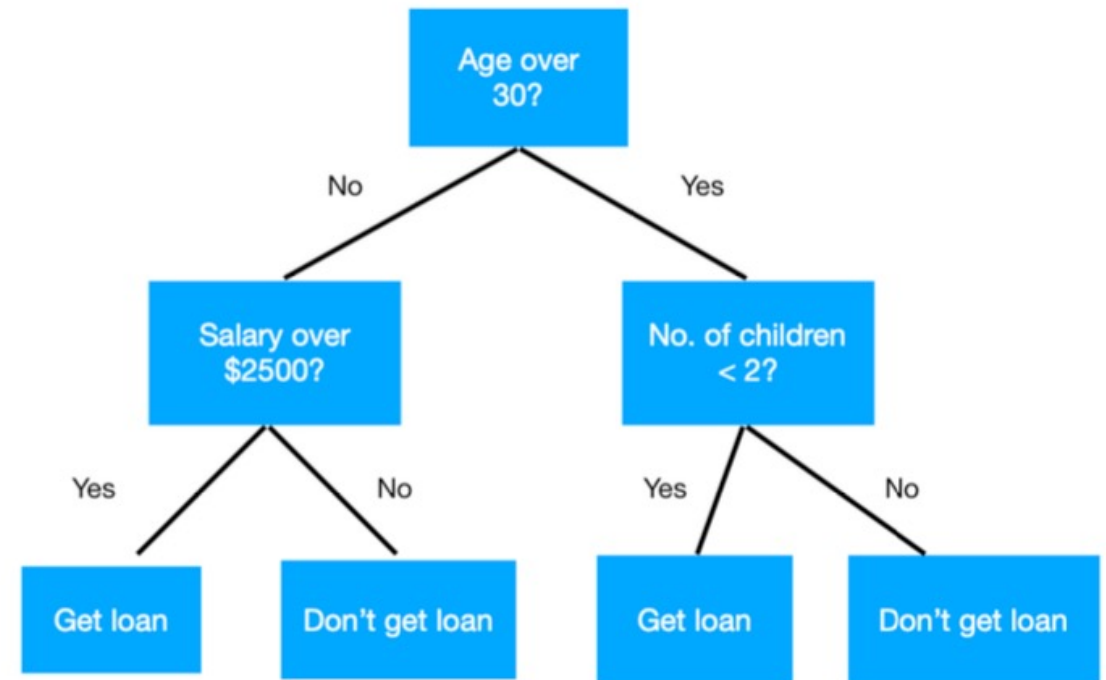 Age over
30?
No
Yes
Salary over
$2500?
No. of children
< 2?
Yes
No
Yes
No
Get loan
Don’t get loan
Get loan
Don’t get loan